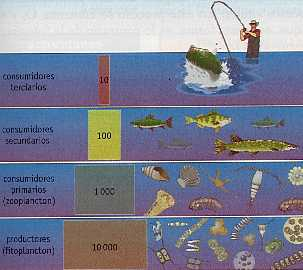 consumidores
terciarios
10
consumidores
secundarios
100
consumidores
primarios
(zooplancton)
1 000
productores
(fitoplancton)
10 000